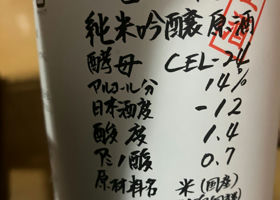 純米吟醸原酒
酵母 CEL-24
アルコール分 14%
日本酒度 -12
酸度 1.4
アミノ酸 0.7
原材料名 米(国産)